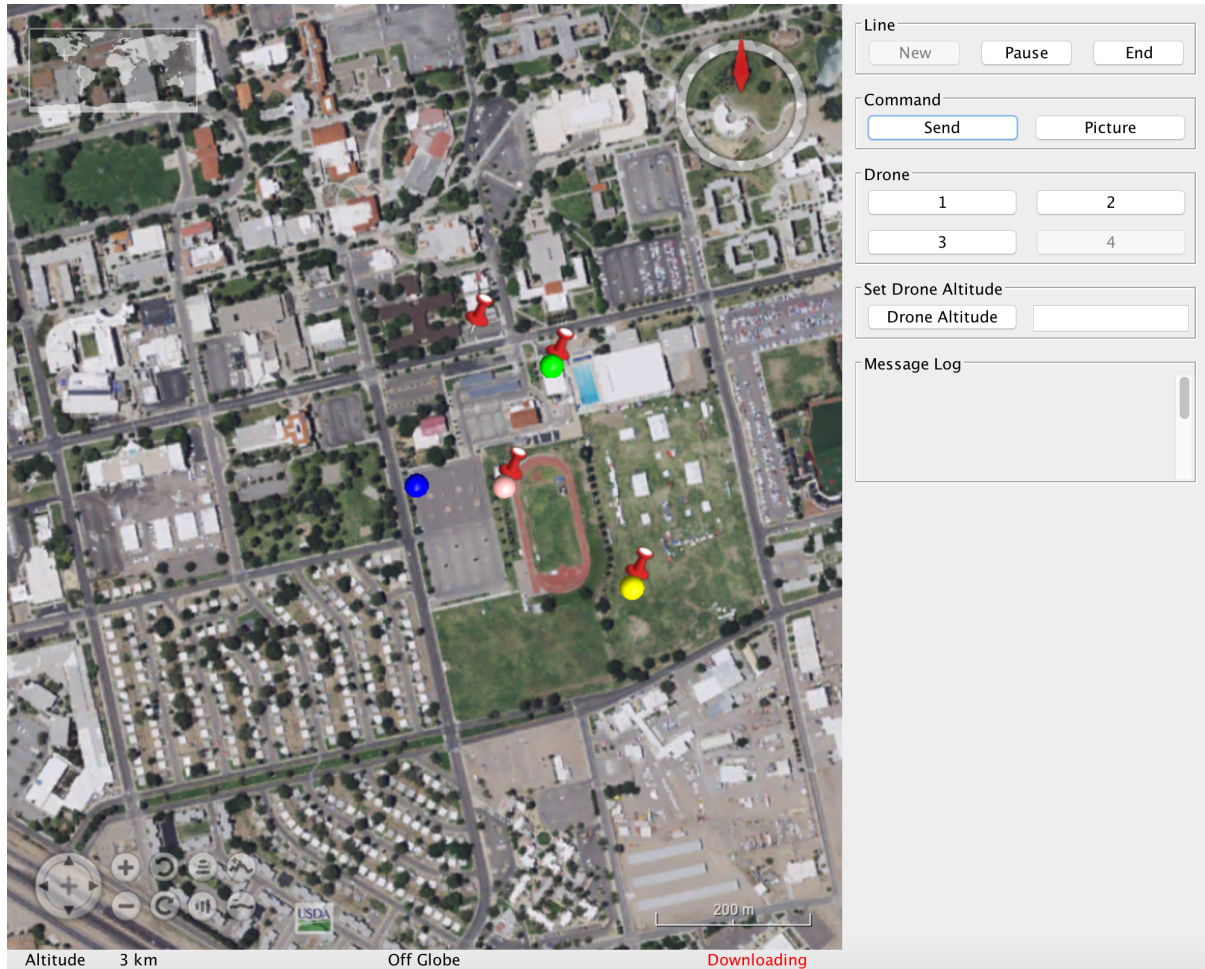 Line
New Pause End
Command
Send Picture
Drone
1 2
3 4
Set Drone Altitude
Drone Altitude
Message Log
USDA
200 m
Altitude 3 km Off Globe Downloading